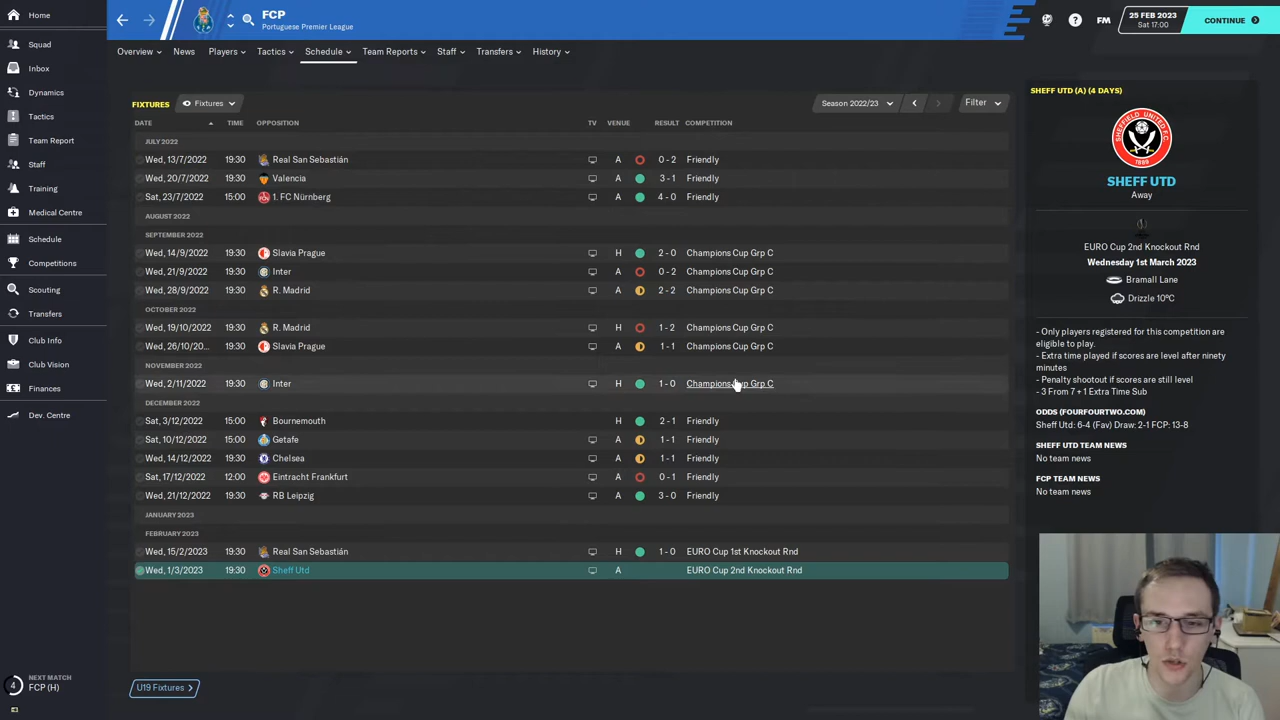 Home
FCP
Portuguese Premier League
FM
25 FEB 2023
Sat 17:00
CONTINUE
Overview
News
Players
Tactics
Schedule
Team Reports
Staff
Transfers
History
Squad
Inbox
Dynamics
Tactics
Team Report
Staff
Training
Medical Centre
Schedule
Competitions
Scouting
Transfers
Club Info
Club Vision
Finances
Dev. Centre
NEXT MATCH
4 FCP (H)
FIXTURES Fixtures Season 2022/23 Filter
DATE TIME OPPOSITION TV VENUE RESULT COMPETITION
JULY 2022
Wed, 13/7/2022 19:30 Real San Sebastián A 0 - 2 Friendly
Wed, 20/7/2022 19:30 Valencia A 3 - 1 Friendly
Sat, 23/7/2022 15:00 1. FC Nürnberg A 4 - 0 Friendly
AUGUST 2022
SEPTEMBER 2022
Wed, 14/9/2022 19:30 Slavia Prague H 2 - 0 Champions Cup Grp C
Wed, 21/9/2022 19:30 Inter A 0 - 2 Champions Cup Grp C
Wed, 28/9/2022 19:30 R. Madrid A 2 - 2 Champions Cup Grp C
OCTOBER 2022
Wed, 19/10/2022 19:30 R. Madrid H 1 - 2 Champions Cup Grp C
Wed, 26/10/20... 19:30 Slavia Prague A 1 - 1 Champions Cup Grp C
NOVEMBER 2022
Wed, 2/11/2022 19:30 Inter H 1 - 0 Champions Cup Grp C
DECEMBER 2022
Sat, 3/12/2022 15:00 Bournemouth H 2 - 1 Friendly
Sat, 10/12/2022 15:00 Getafe A 1 - 1 Friendly
Wed, 14/12/2022 19:30 Chelsea A 1 - 1 Friendly
Sat, 17/12/2022 12:00 Eintracht Frankfurt A 0 - 1 Friendly
Wed, 21/12/2022 19:30 RB Leipzig A 3 - 0 Friendly
JANUARY 2023
FEBRUARY 2023
Wed, 15/2/2023 19:30 Real San Sebastián H 1 - 0 EURO Cup 1st Knockout Rnd
Wed, 1/3/2023 19:30 Sheff Utd A EURO Cup 2nd Knockout Rnd
U19 Fixtures
SHEFF UTD (A) (4 DAYS)
SHEFFIELD UNITED F.C.
1889
SHEFF UTD
Away
EURO Cup 2nd Knockout Rnd
Wednesday 1st March 2023
Bramall Lane
Drizzle 10ºC
- Only players registered for this competition are
eligible to play.
- Extra time played if scores are level after ninety
minutes
- Penalty shootout if scores are still level
- 3 From 7 + 1 Extra Time Sub
ODDS (FOURFOURTWO.COM)
Sheff Utd: 6-4 (Fav) Draw: 2-1 FCP: 13-8
SHEFF UTD TEAM NEWS
No team news
FCP TEAM NEWS
No team news